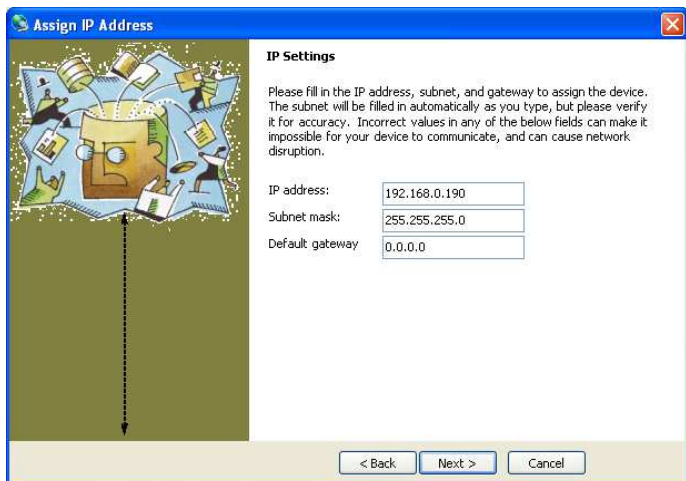 Assign IP Address
IP Settings
Please fill in the IP address, subnet, and gateway to assign the device.
The subnet will be filled in automatically as you type, but please verify
it for accuracy. Incorrect values in any of the below fields can make it
impossible for your device to communicate, and can cause network
disruption.
IP address: 192.168.0.190
Subnet mask: 255.255.255.0
Default gateway 0.0.0.0
< Back Next > Cancel